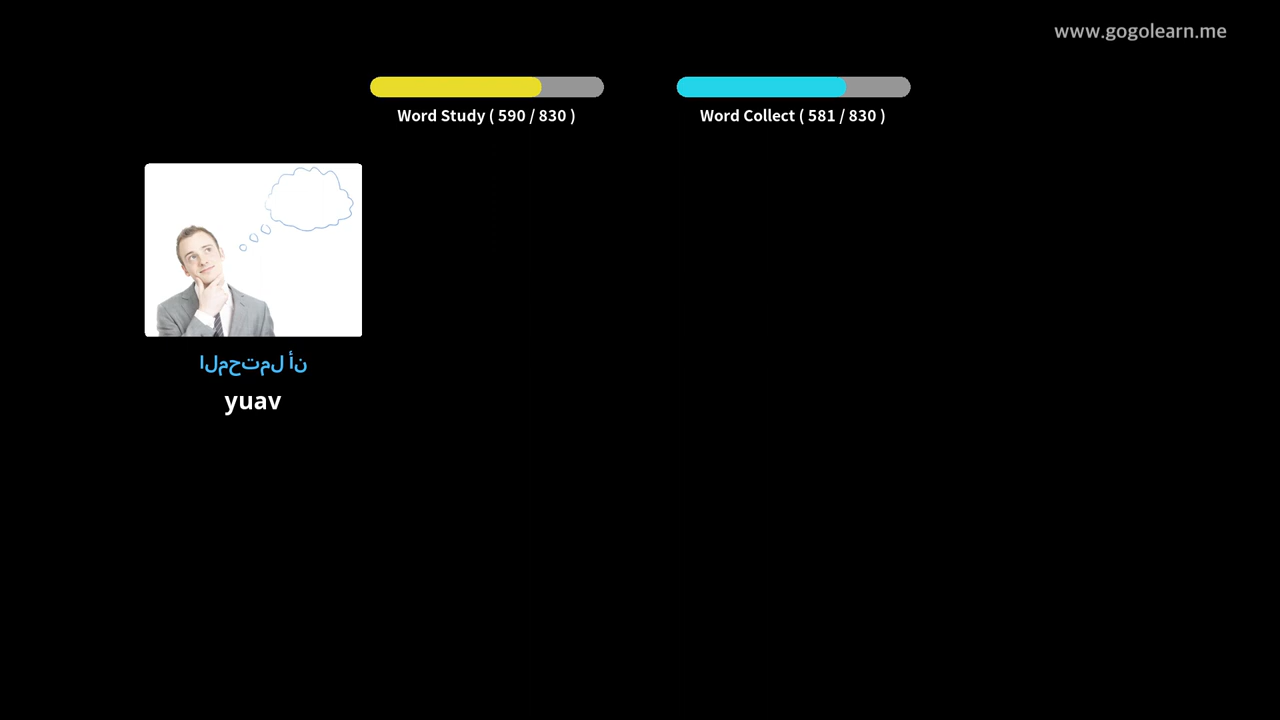 www.gogolearn.me
Word Study ( 590 / 830 )
Word Collect ( 581 / 830 )
المحتمل أن
yuav